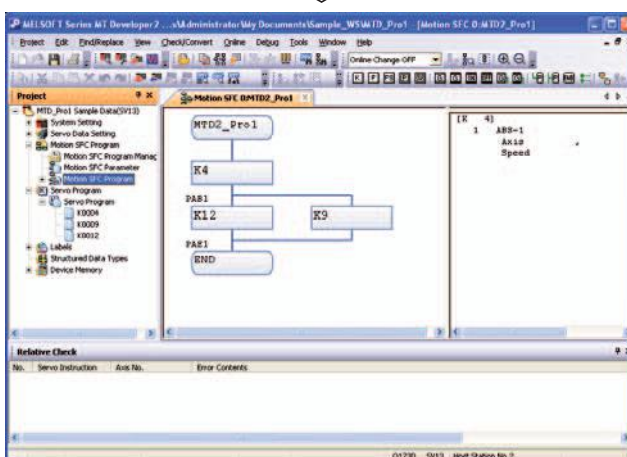 MELSOFT Series MT Developer2 ...s\Administrator\My Documents\Sample_WS\MTD_Pro1 - [Motion SFC 0:MTD2_Pro1]
Project Edit Find/Replace View Check/Convert Online Debug Tools Window Help
Online Change OFF
Project
Motion SFC 0:MTD2_Pro1
MTD_Pro1 Sample Data(SV13)
System Setting
Servo Data Setting
Motion SFC Program
Motion SFC Program Manag
Motion SFC Parameter
Motion SFC Program
Servo Program
Servo Program
K0004
K0009
K0012
Labels
Structured Data Types
Device Memory
MTD2_Pro1
K4
PAB1
K12
K9
PAE1
END
[K 4]
1 ABS-1
Axis ,
Speed
Relative Check
No. Servo Instruction Axis No. Error Contents
SV13 Host Station No.2